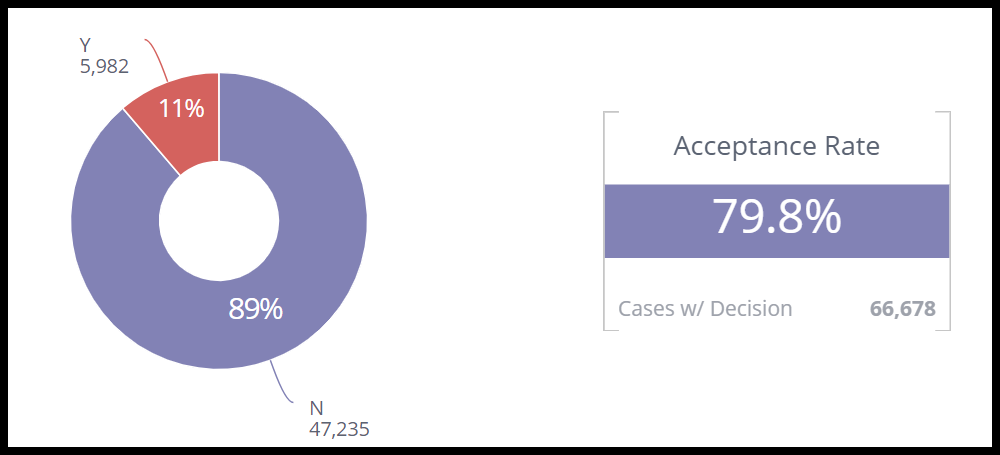 Y
5,982
11%
89%
N
47,235
Acceptance Rate
79.8%
Cases w/ Decision 66,678